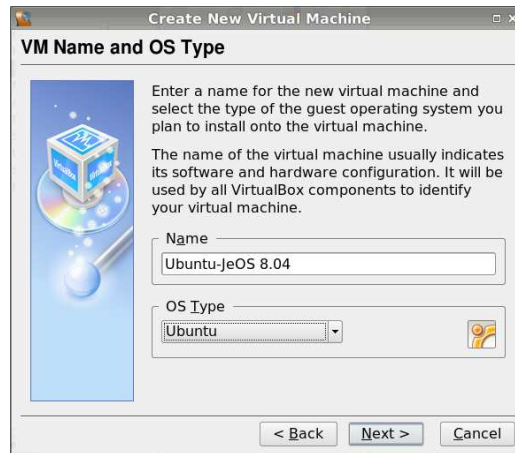 Create New Virtual Machine
VM Name and OS Type
Enter a name for the new virtual machine and
select the type of the guest operating system you
plan to install onto the virtual machine.
The name of the virtual machine usually indicates
its software and hardware configuration. It will be
used by all VirtualBox components to identify
your virtual machine.
Name
Ubuntu-JeOS 8.04
OS Type
Ubuntu
< Back Next > Cancel